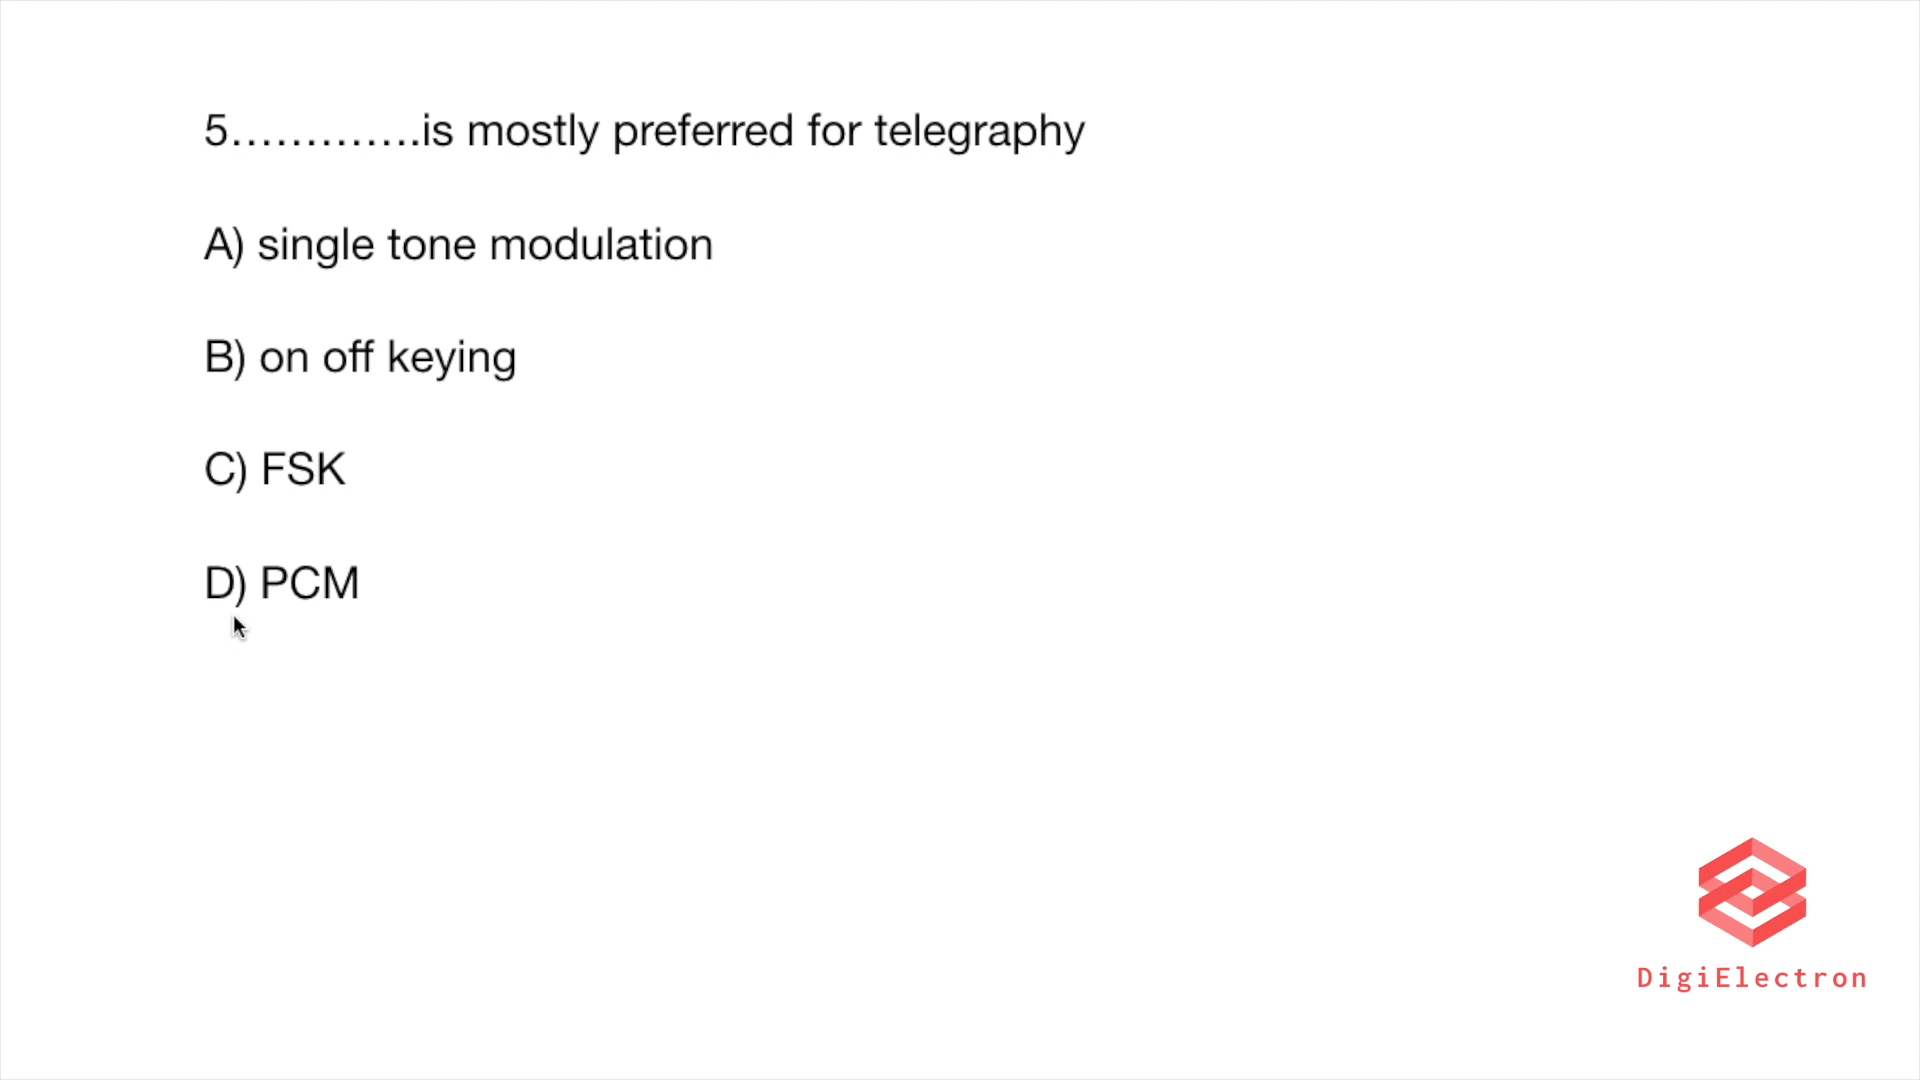 5.............is mostly preferred for telegraphy
A) single tone modulation
B) on off keying
C) FSK
D) PCM
DigiElectron